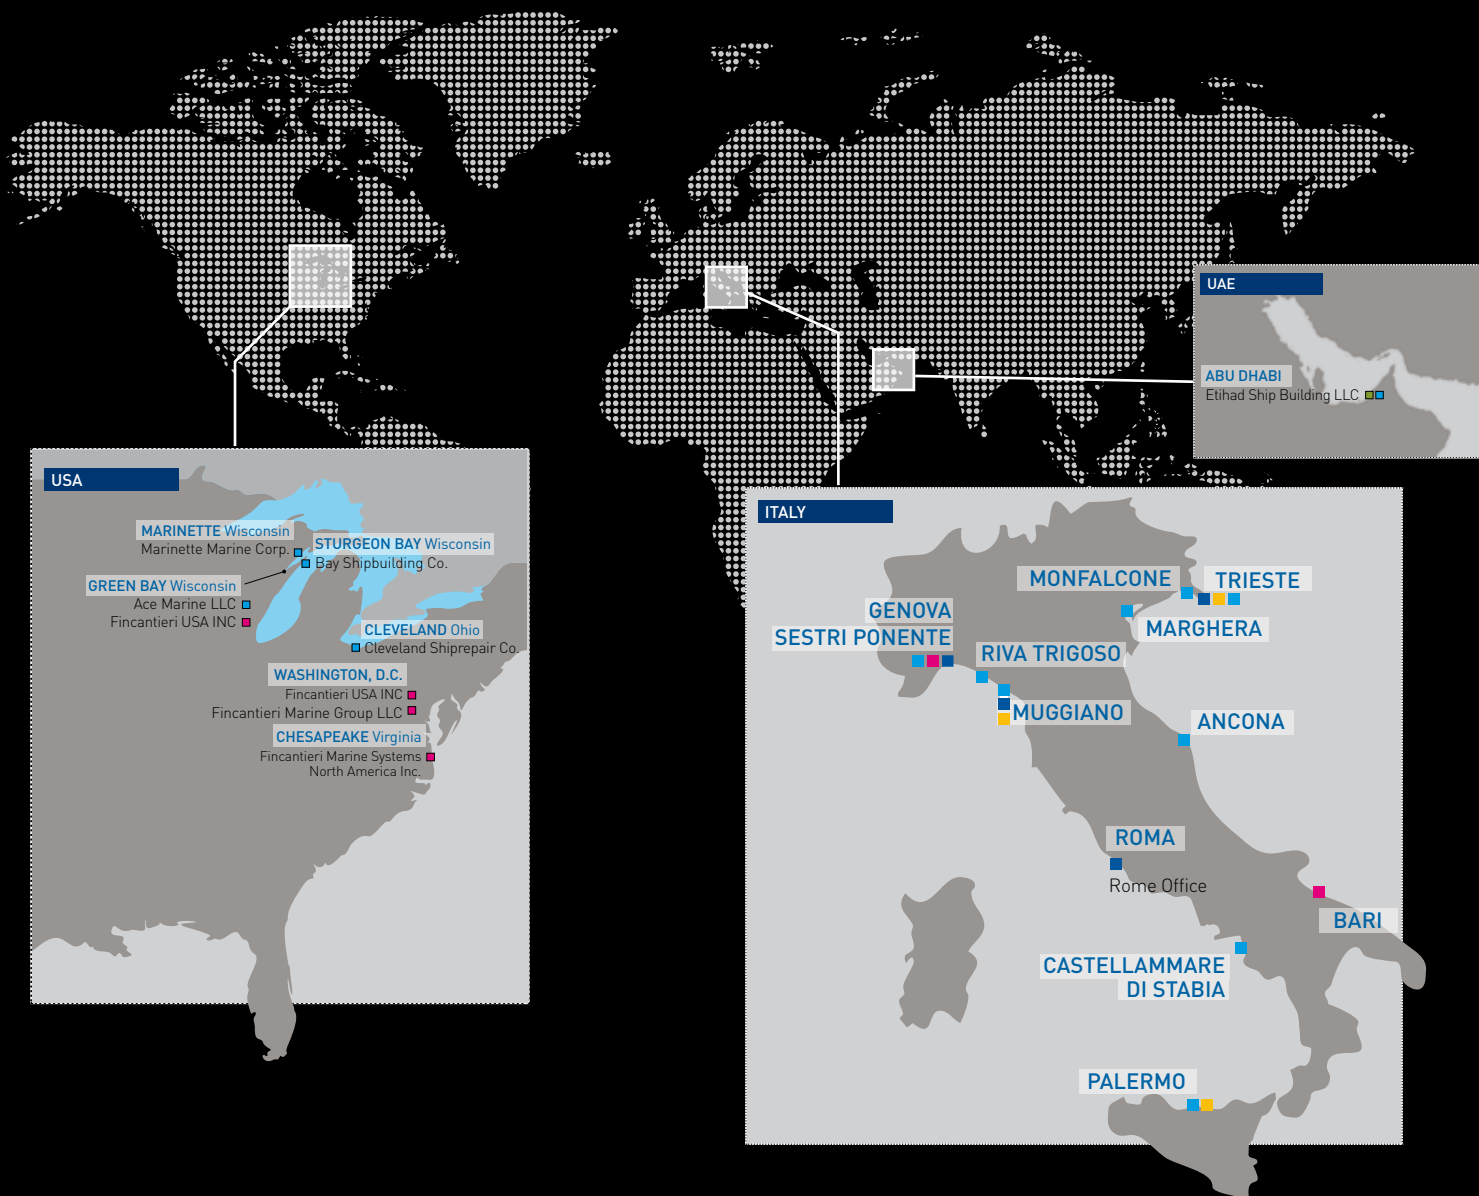 UAE
ABU DHABI
Etihad Ship Building LLC
USA
MARINETTE Wisconsin
Marinette Marine Corp.
STURGEON BAY Wisconsin
Bay Shipbuilding Co.
GREEN BAY Wisconsin
Ace Marine LLC
Fincantieri USA INC
CLEVELAND Ohio
Cleveland Shiprepair Co.
WASHINGTON, D.C.
Fincantieri USA INC
Fincantieri Marine Group LLC
CHESAPEAKE Virginia
Fincantieri Marine Systems
North America Inc.
ITALY
MONFALCONE
TRIESTE
GENOVA
SESTRI PONENTE
MARGHERA
RIVA TRIGOSO
MUGGIANO
ANCONA
ROMA
Rome Office
BARI
CASTELLAMMARE
DI STABIA
PALERMO